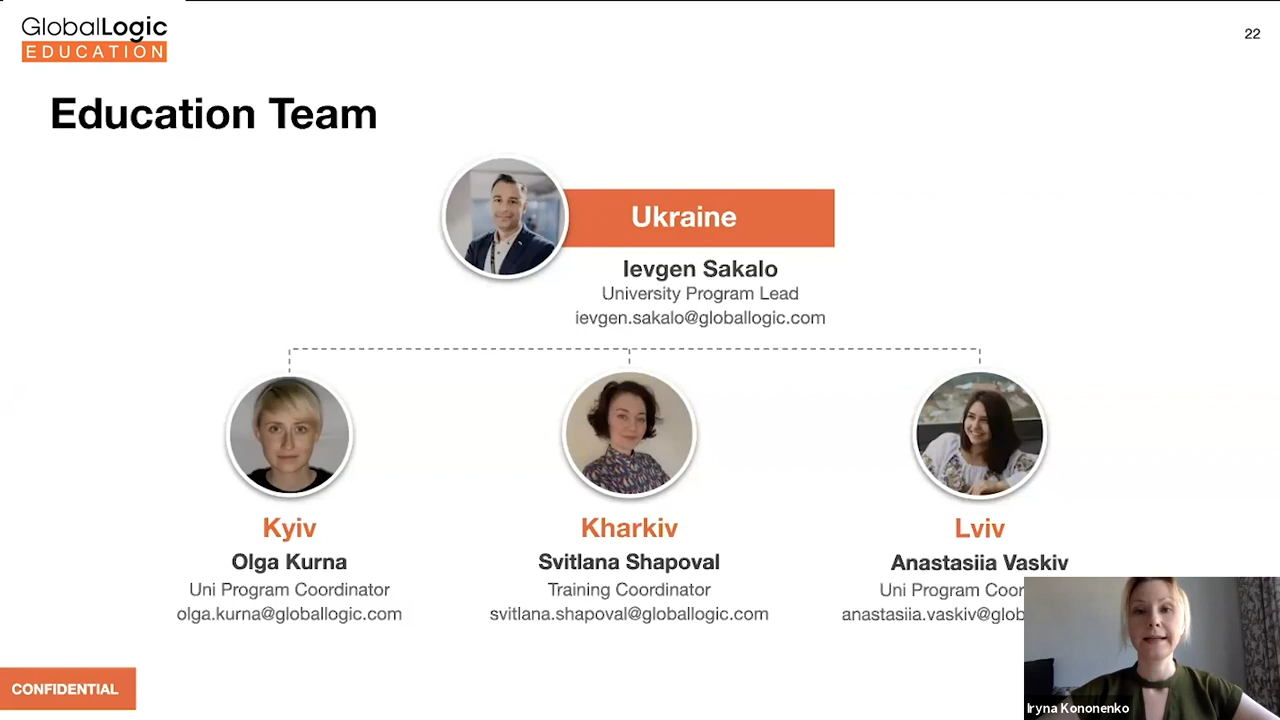 GlobalLogic
EDUCATION
22
Education Team
Ukraine
Ievgen Sakalo
University Program Lead
ievgen.sakalo@globallogic.com
Kyiv
Olga Kurna
Uni Program Coordinator
olga.kurna@globallogic.com
Kharkiv
Svitlana Shapoval
Training Coordinator
svitlana.shapoval@globallogic.com
Lviv
Anastasiia Vaskiv
Uni Program Coor
anastasiia.vaskiv@glob
CONFIDENTIAL
Iryna Kononenko